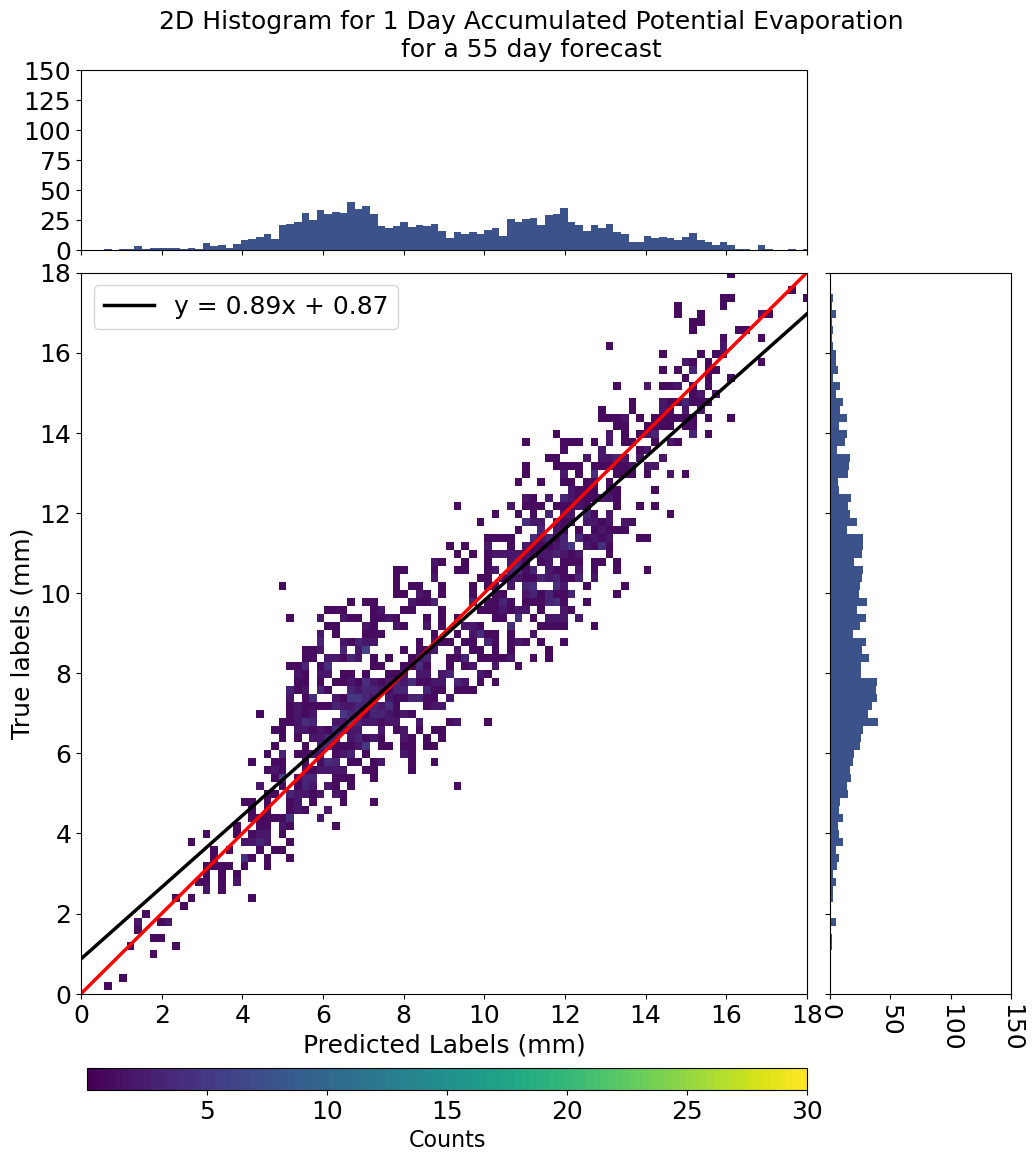 2D Histogram for 1 Day Accumulated Potential Evaporation
for a 55 day forecast
150
125
100
75
50
25
0
18
16
14
12
10
8
6
4
2
0
True labels (mm)
y = 0.89x + 0.87
0 2 4 6 8 10 12 14 16 18
Predicted Labels (mm)
0 50 100 150
5 10 15 20 25 30
Counts